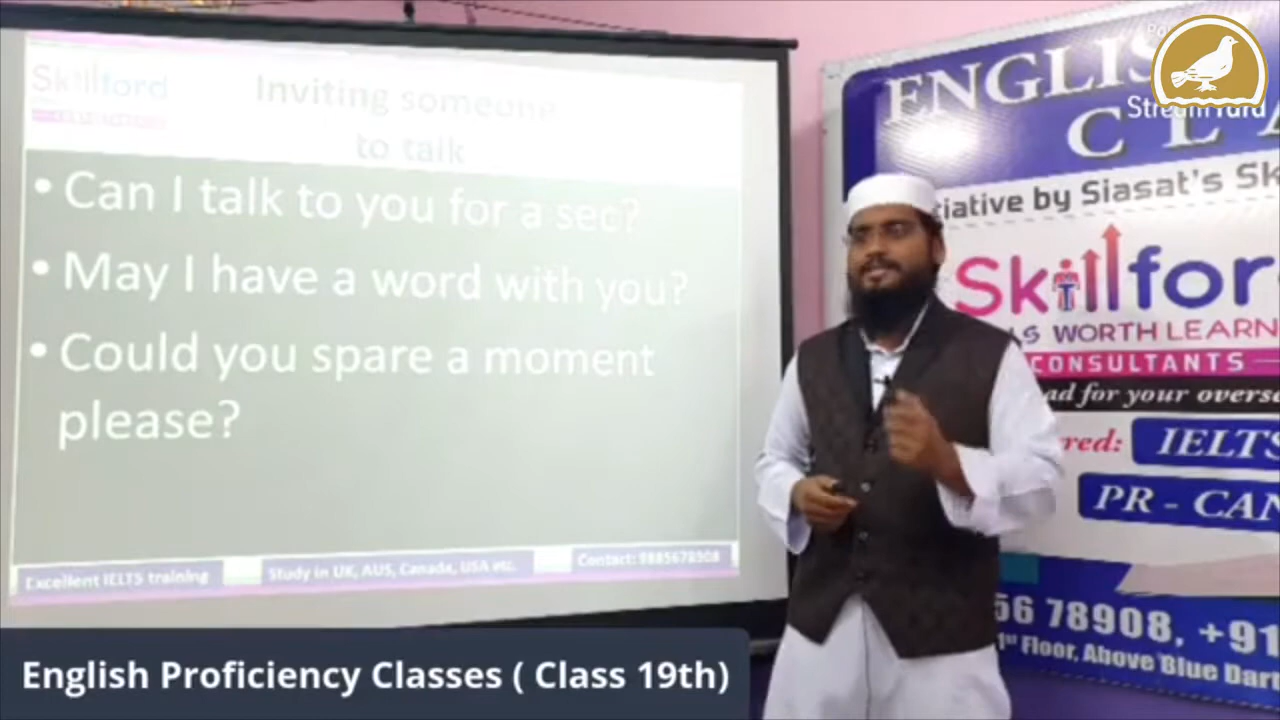 Skillford
Inviting someone
to talk
• Can I talk to you for a sec?
• May I have a word with you?
• Could you spare a moment
please?
Excellent IELTS training
Study in UK, AUS, Canada, USA etc.
Contact: 9885678908
English Proficiency Classes ( Class 19th)
Po
StreamYard
ENGLIS
CLA
tiative by Siasat's Sk
Skillfor
AS WORTH LEARN
CONSULTANTS
ad for your overse
red:
IELTS
PR - CAN
56 78908, +91
1st Floor, Above Blue Dart